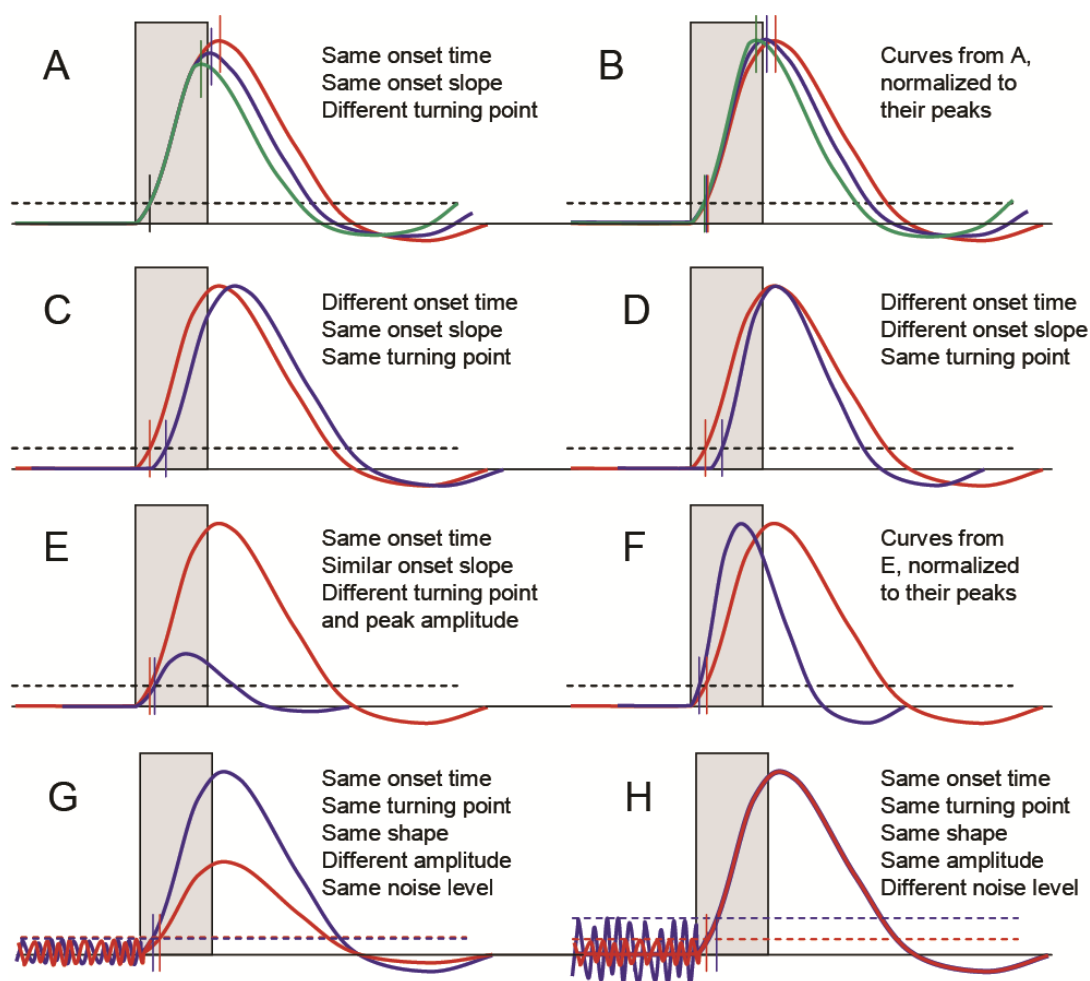 A
Same onset time
Same onset slope
Different turning point
B
Curves from A,
normalized to
their peaks
C
Different onset time
Same onset slope
Same turning point
D
Different onset time
Different onset slope
Same turning point
E
Same onset time
Similar onset slope
Different turning point
and peak amplitude
F
Curves from
E, normalized
to their peaks
G
Same onset time
Same turning point
Same shape
Different amplitude
Same noise level
H
Same onset time
Same turning point
Same shape
Same amplitude
Different noise level